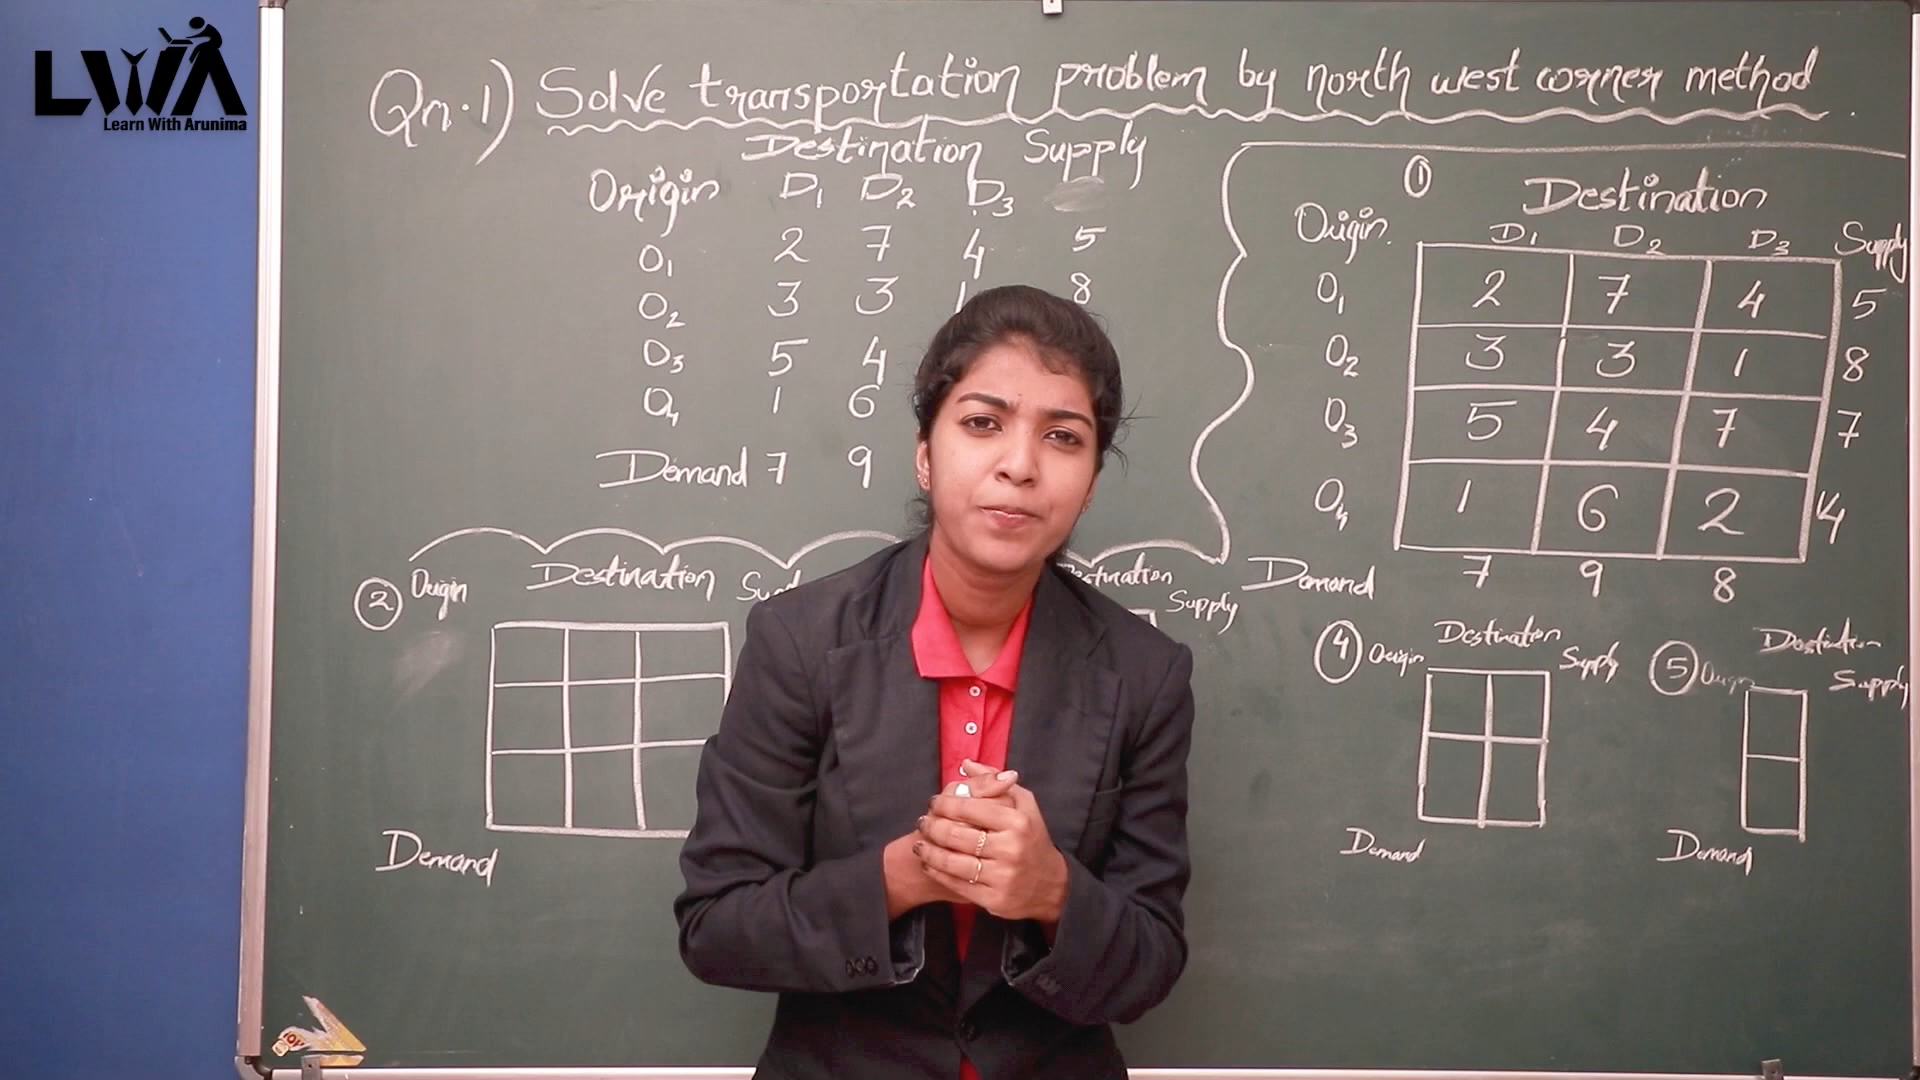 LWA
Learn With Arunima
Qn.1) Solve transportation problem by north west corner method
Destination Supply
Origin D1 D2 D3
O1 2 7 4 5
O2 3 3 1 8
O3 5 4
O4 1 6
Demand 7 9
① Destination
Origin. D1 D2 D3 Supply
O1 2 7 4 5
O2 3 3 1 8
O3 5 4 7 7
O4 1 6 2 14
Demand 7 9 8
② Origin Destination
Demand
Supply
④ Origin Destination Supply
Demand
⑤ Origin Destination Supply
Demand